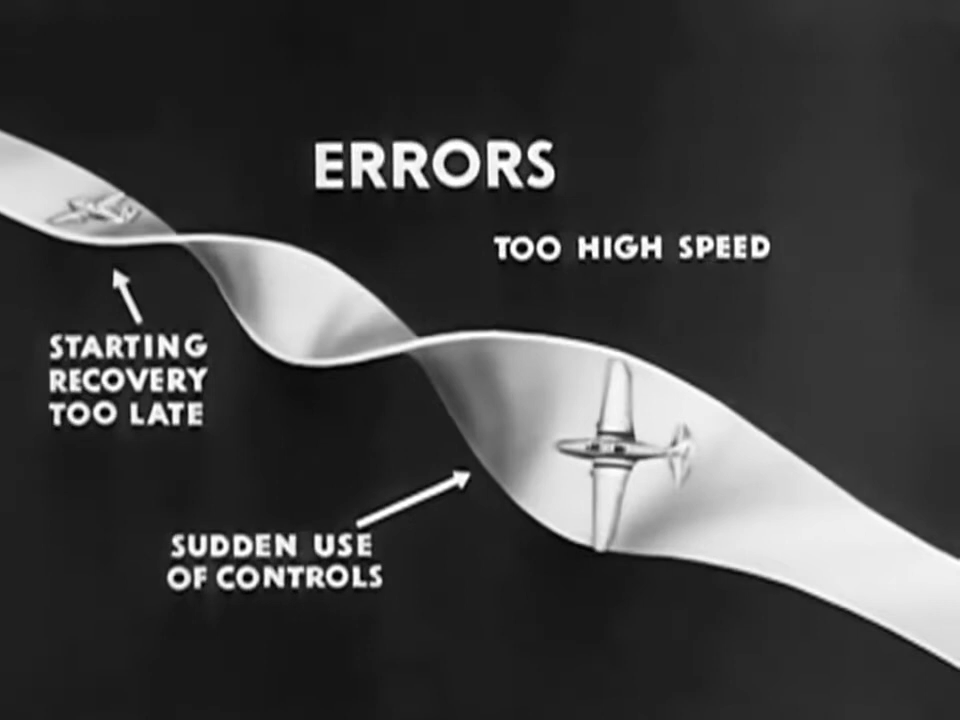 ERRORS
TOO HIGH SPEED
STARTING
RECOVERY
TOO LATE
SUDDEN USE
OF CONTROLS